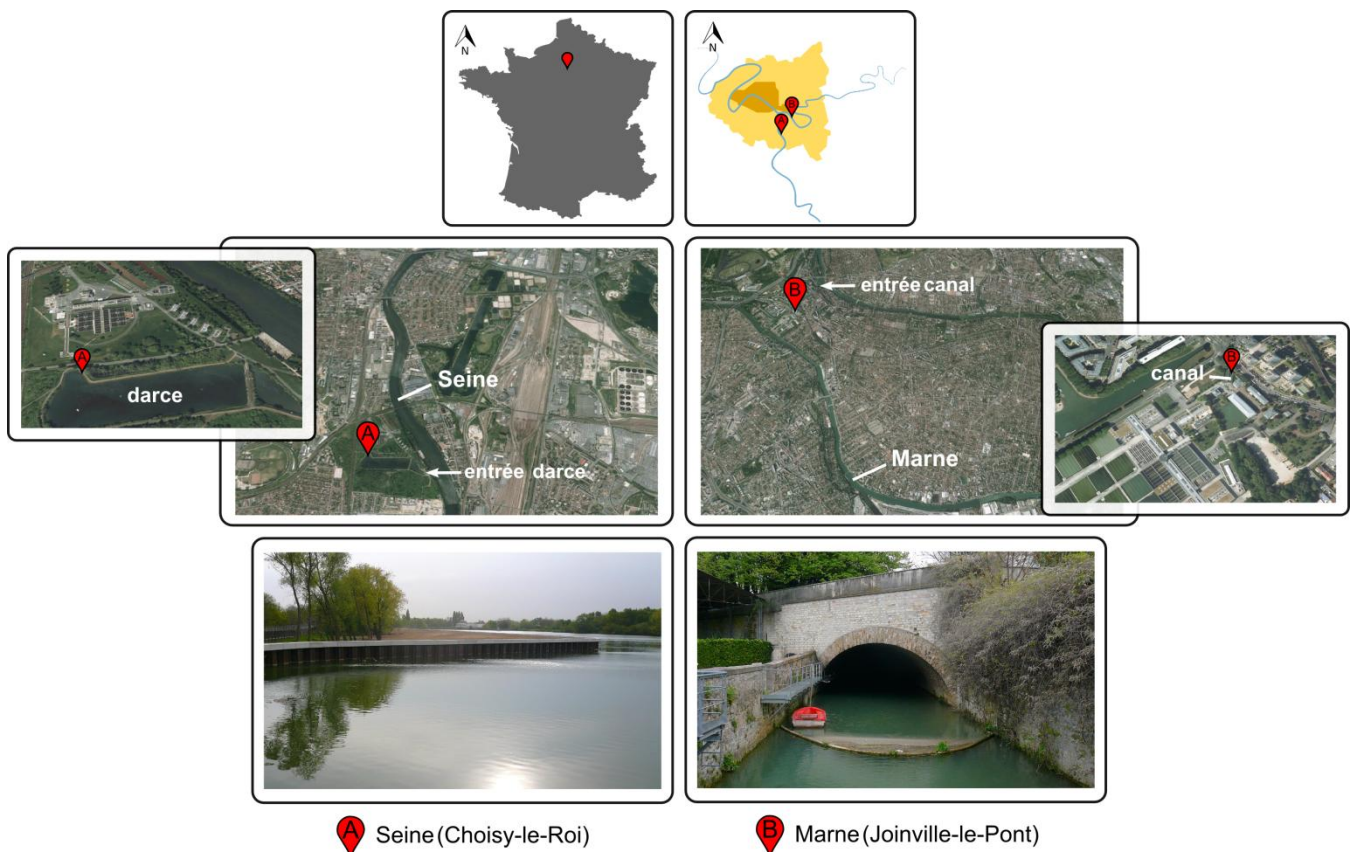 N
N
B
A
A
darce
Seine
A
entrée darce
B
entrée canal
Marne
B
canal
A Seine (Choisy-le-Roi)
B Marne (Joinville-le-Pont)